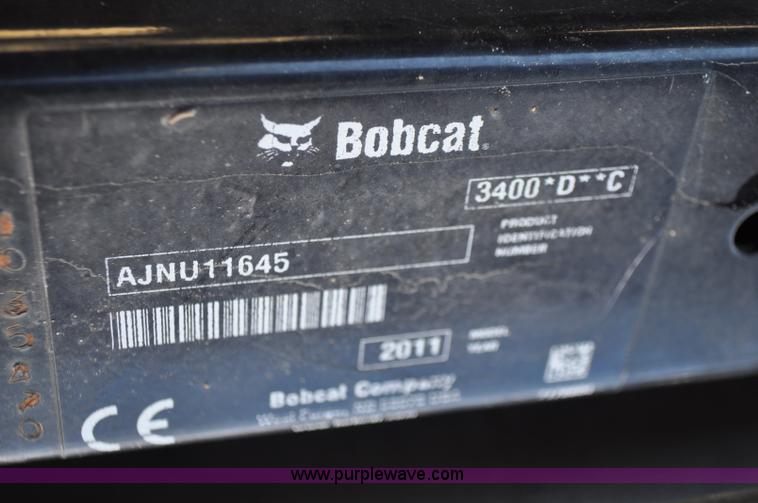 Bobcat
3400*D**C
PRODUCT
IDENTIFICATION
NUMBER
AJNU11645
2011
MODEL
YEAR
Bobcat Company
CE
www.purplewave.com